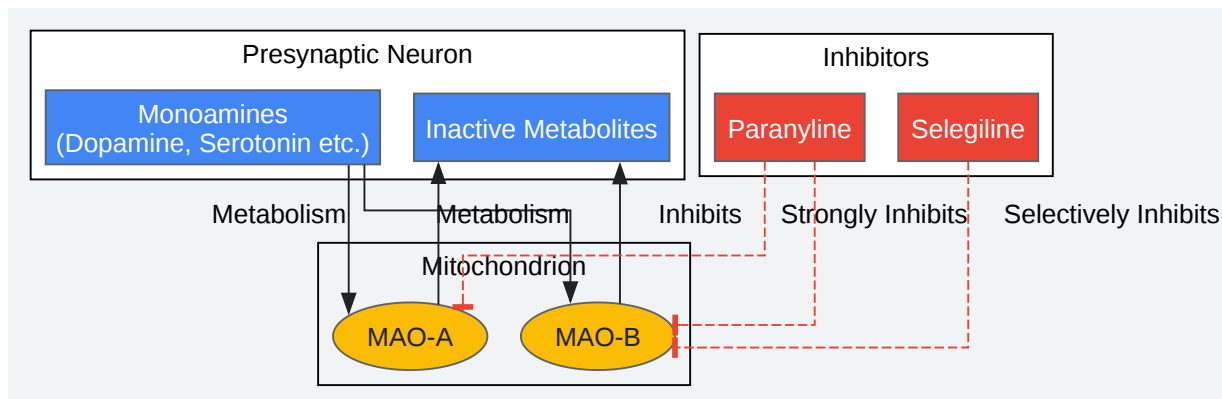 Presynaptic Neuron
Inhibitors
Monoamines
(Dopamine, Serotonin etc.)
Inactive Metabolites
Paranyline
Selegiline
Metabolism
Metabolism
Inhibits
Strongly Inhibits
Selectively Inhibits
Mitochondrion
MAO-A
MAO-B